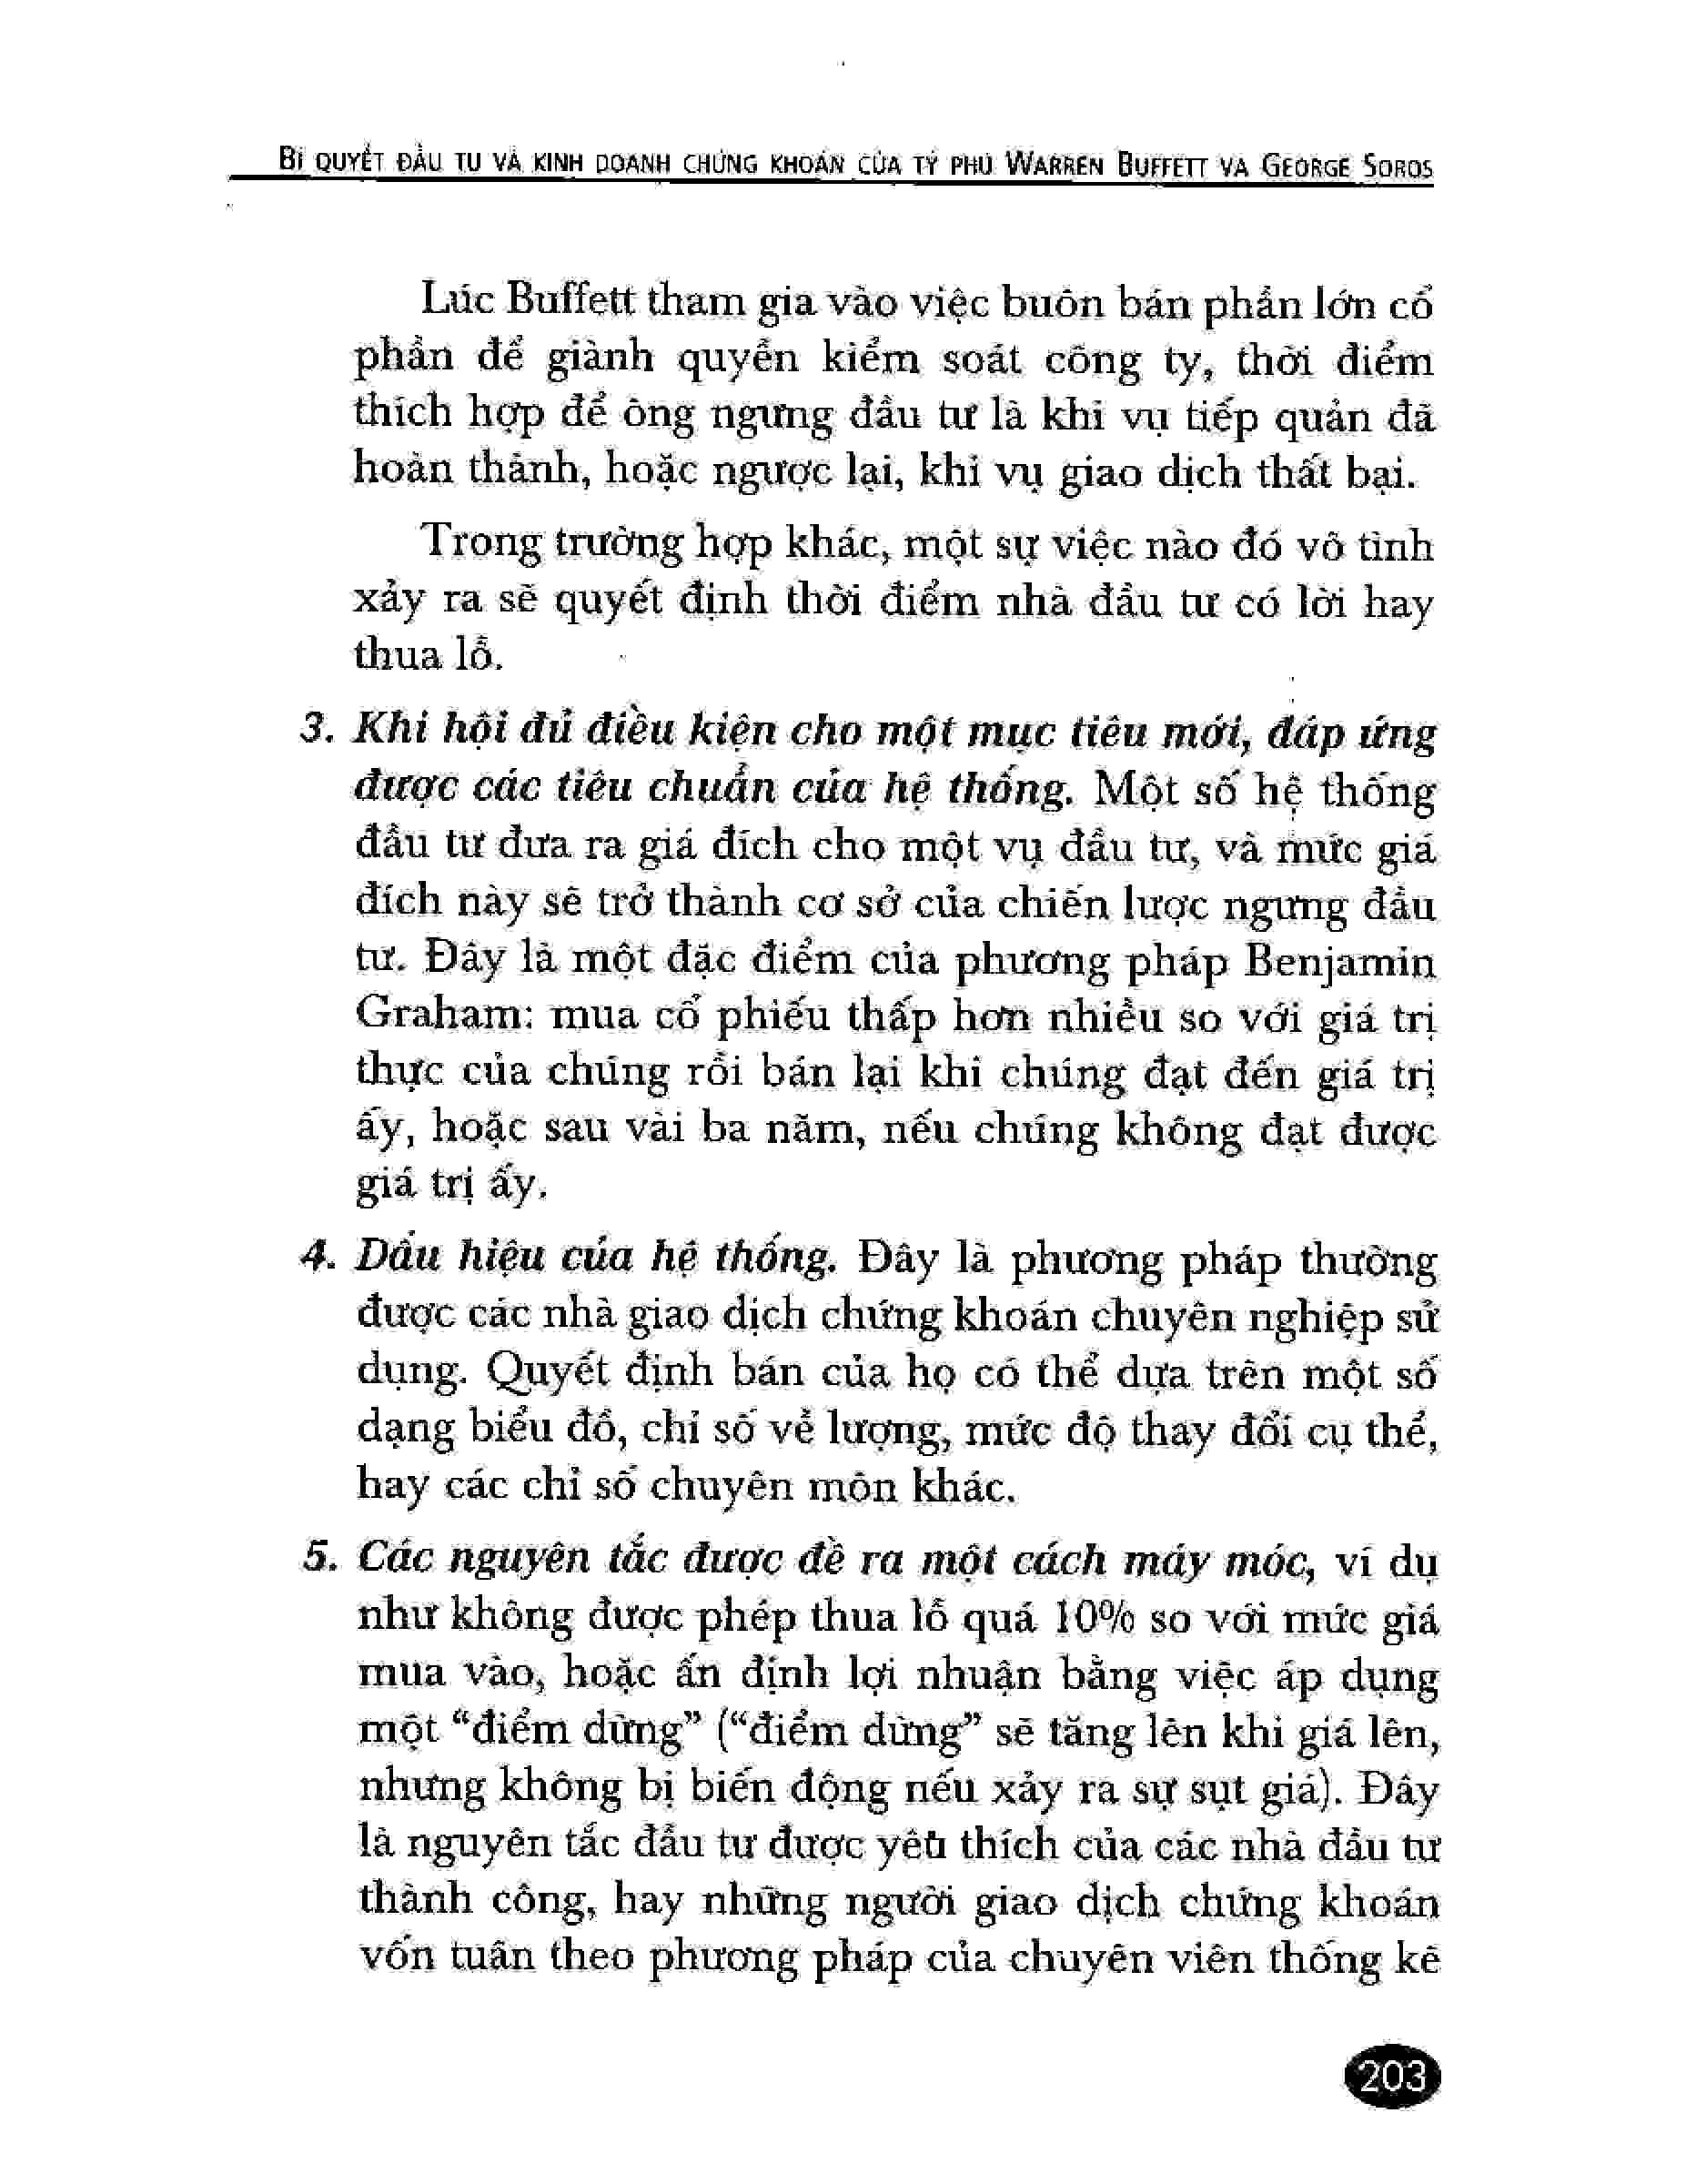 BÍ QUYẾT ĐẦU TƯ VÀ KINH DOANH CHỨNG KHOÁN CỦA TỶ PHÚ WARREN BUFFETT VÀ GEORGE SOROS
Lúc Buffett tham gia vào việc buôn bán phần lớn cổ
phần để giành quyền kiểm soát công ty, thời điểm
thích hợp để ông ngưng đầu tư là khi vụ tiếp quản đã
hoàn thành, hoặc ngược lại, khi vụ giao dịch thất bại.
Trong trường hợp khác, một sự việc nào đó vô tình
xảy ra sẽ quyết định thời điểm nhà đầu tư có lời hay
thua lỗ.
3. Khi hội đủ điều kiện cho một mục tiêu mới, đáp ứng
được các tiêu chuẩn của hệ thống. Một số hệ thống
đầu tư đưa ra giá đích cho một vụ đầu tư, và mức giá
đích này sẽ trở thành cơ sở của chiến lược ngưng đầu
tư. Đây là một đặc điểm của phương pháp Benjamin
Graham: mua cổ phiếu thấp hơn nhiều so với giá trị
thực của chúng rồi bán lại khi chúng đạt đến giá trị
ấy, hoặc sau vài ba năm, nếu chúng không đạt được
giá trị ấy.
4. Dấu hiệu của hệ thống. Đây là phương pháp thường
được các nhà giao dịch chứng khoán chuyên nghiệp sử
dụng. Quyết định bán của họ có thể dựa trên một số
dạng biểu đồ, chỉ số về lượng, mức độ thay đổi cụ thể,
hay các chỉ số chuyên môn khác.
5. Các nguyên tắc được đề ra một cách máy móc, ví dụ
như không được phép thua lỗ quá 10% so với mức giá
mua vào, hoặc ấn định lợi nhuận bằng việc áp dụng
một “điểm dừng” (“điểm dừng” sẽ tăng lên khi giá lên,
nhưng không bị biến động nếu xảy ra sự sụt giá). Đây
là nguyên tắc đầu tư được yêu thích của các nhà đầu tư
thành công, hay những người giao dịch chứng khoán
vốn tuân theo phương pháp của chuyên viên thống kê
203